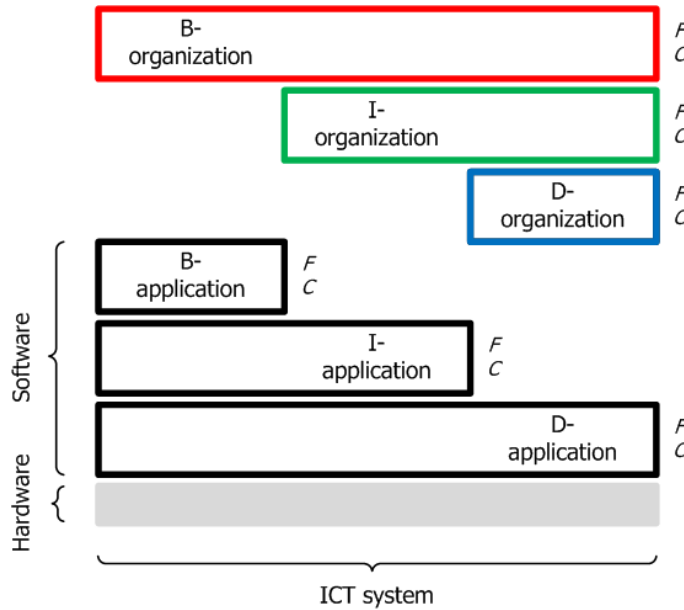 B-
organization
F
C
I-
organization
F
C
D-
organization
F
C
B-
application
F
C
I-
application
F
C
D-
application
F
C
Software
Hardware
ICT system